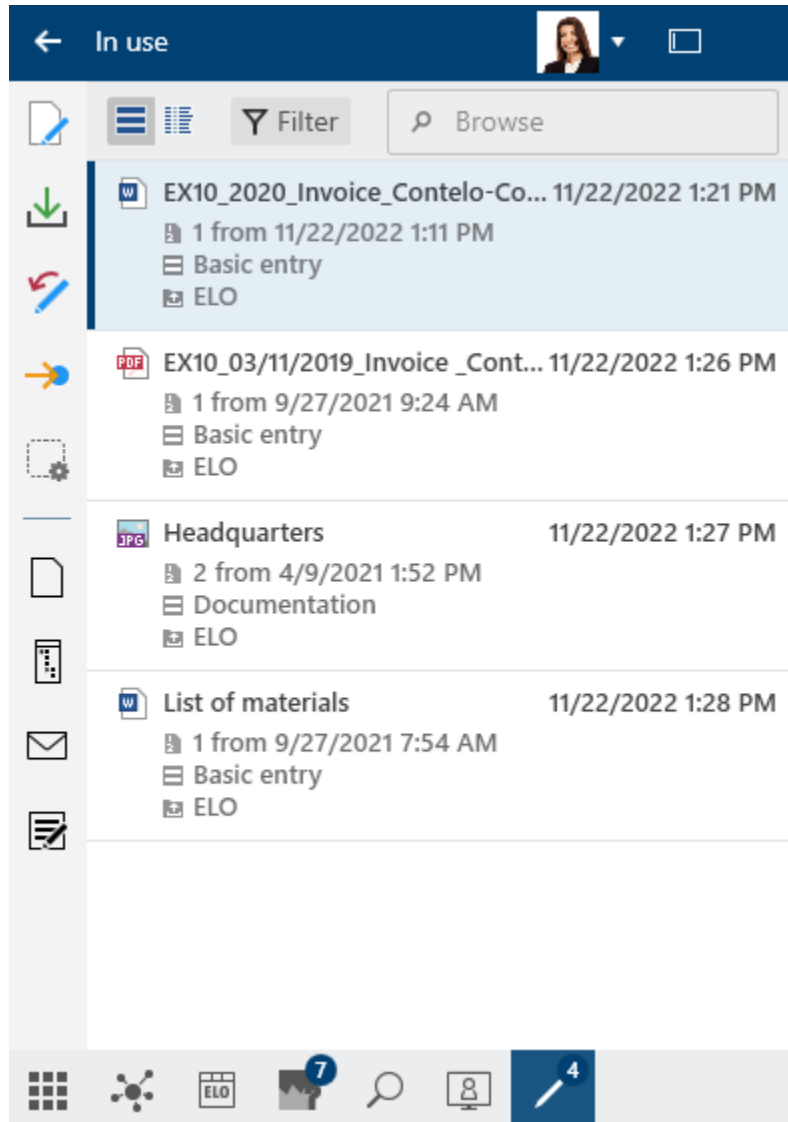 In use
Filter
Browse
EX10_2020_Invoice_Contelo-Co... 11/22/2022 1:21 PM
1 from 11/22/2022 1:11 PM
Basic entry
ELO
PDF
EX10_03/11/2019_Invoice _Cont... 11/22/2022 1:26 PM
1 from 9/27/2021 9:24 AM
Basic entry
ELO
JPG
Headquarters 11/22/2022 1:27 PM
2 from 4/9/2021 1:52 PM
Documentation
ELO
List of materials 11/22/2022 1:28 PM
1 from 9/27/2021 7:54 AM
Basic entry
ELO
ELO
7
4